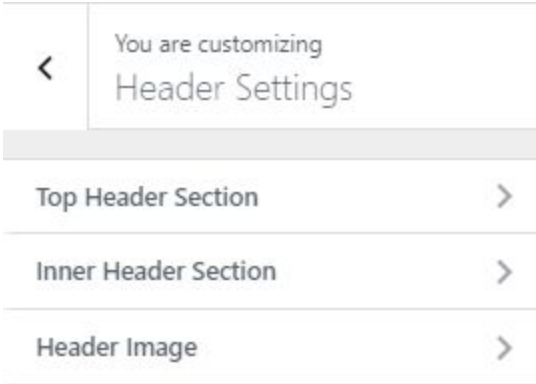 You are customizing
Header Settings
Top Header Section
Inner Header Section
Header Image